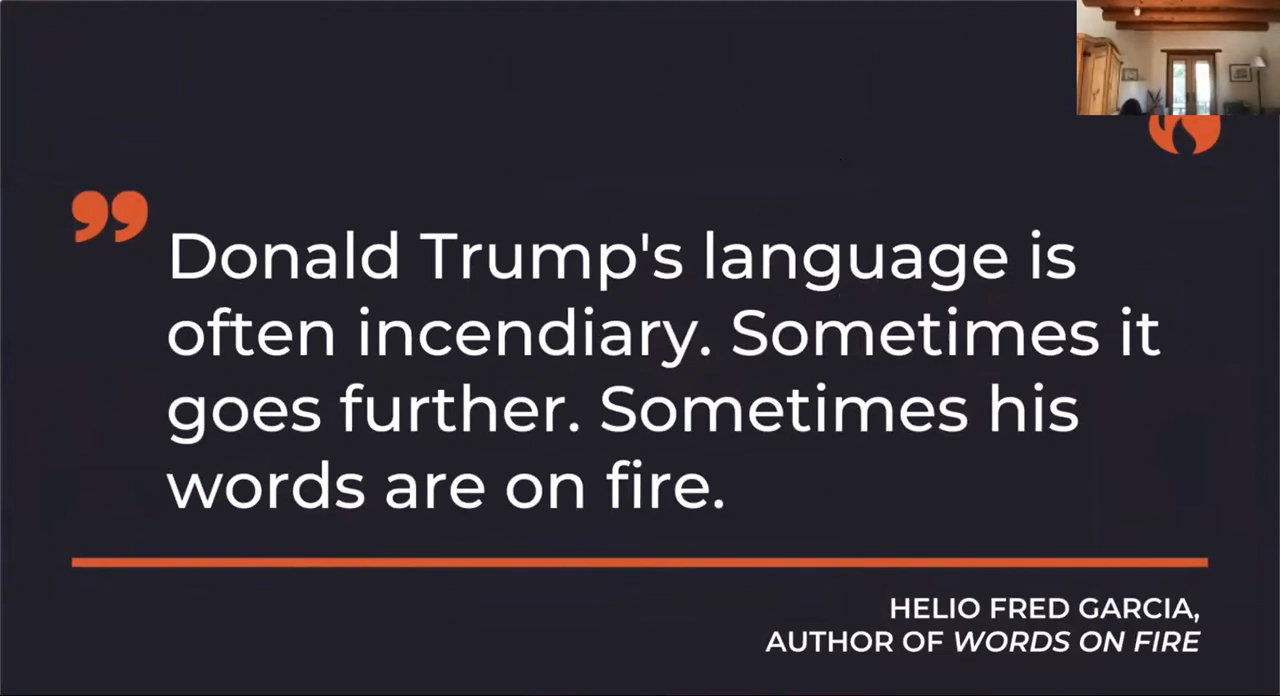 ”
Donald Trump's language is
often incendiary. Sometimes it
goes further. Sometimes his
words are on fire.
HELIO FRED GARCIA,
AUTHOR OF WORDS ON FIRE